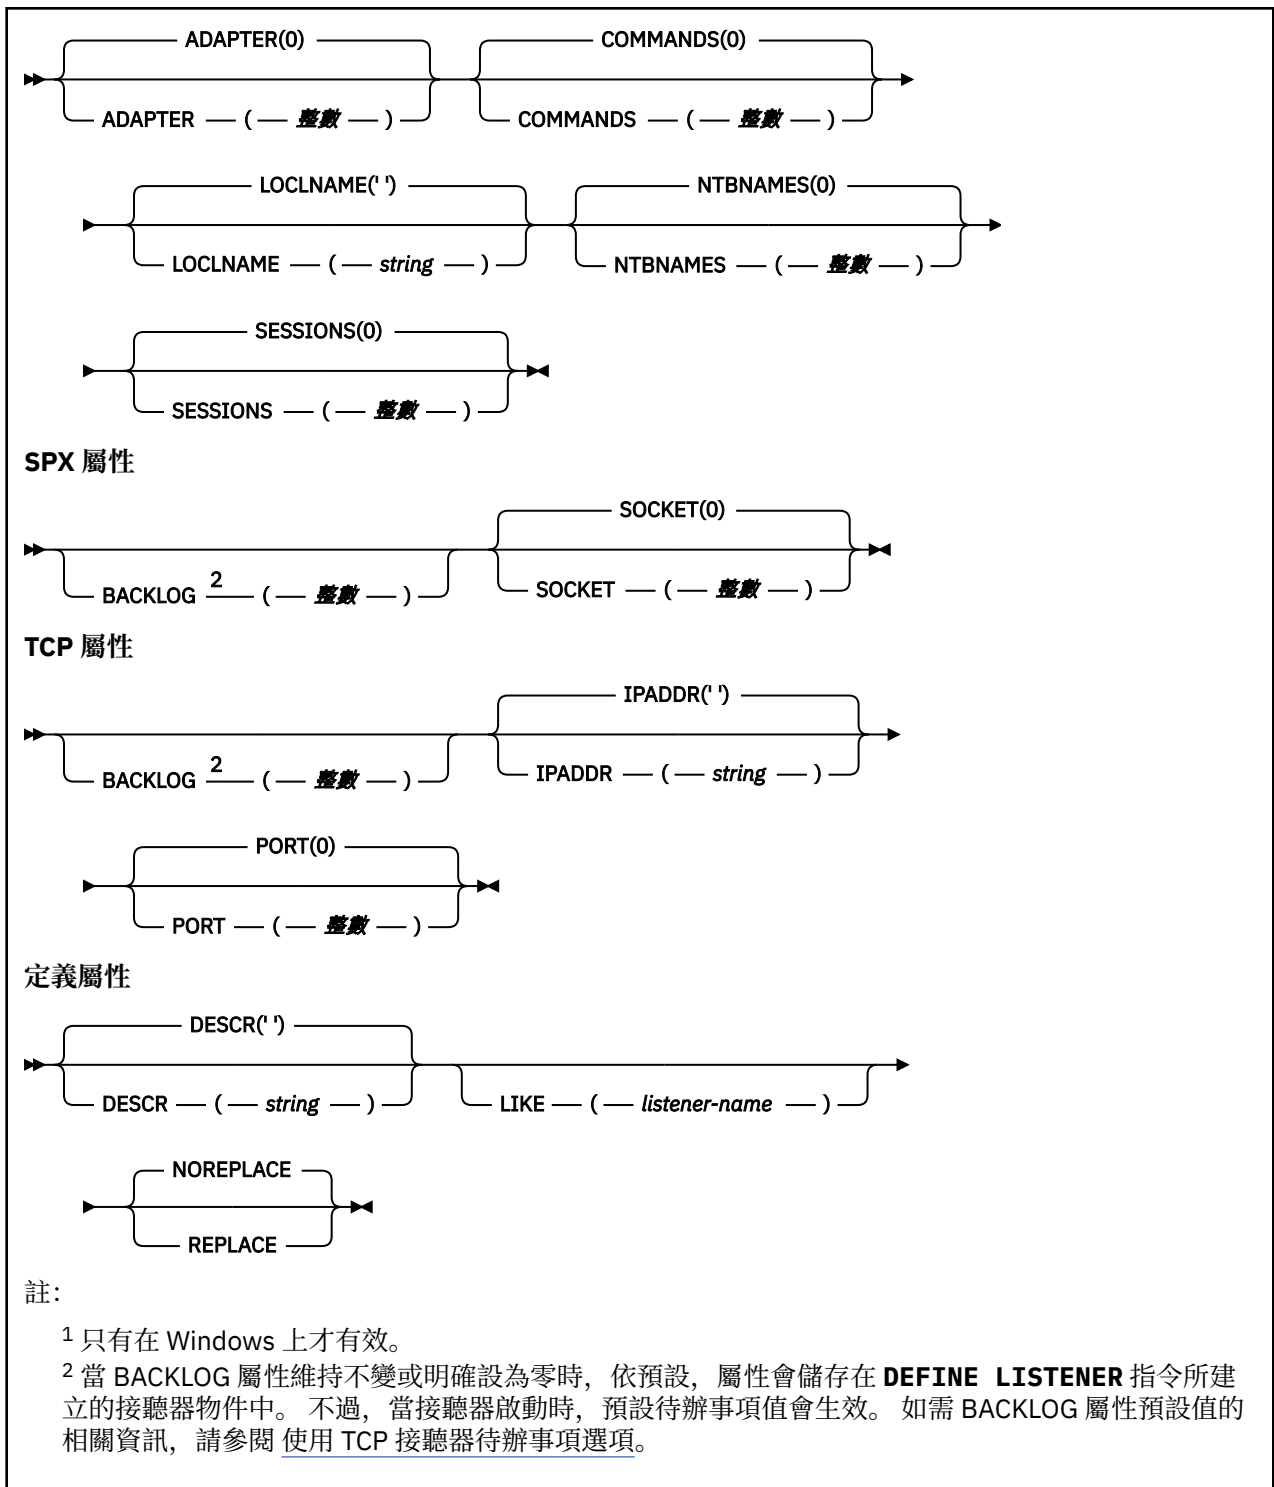 ADAPTER(0) COMMANDS(0)
ADAPTER ( 整數 ) COMMANDS ( 整數 )
LOCLNAME(' ') NTBNAMES(0)
LOCLNAME ( string ) NTBNAMES ( 整數 )
SESSIONS(0)
SESSIONS ( 整數 )
SPX 屬性
SOCKET(0)
BACKLOG 2 ( 整數 ) SOCKET ( 整數 )
TCP 屬性
IPADDR(' ')
BACKLOG 2 ( 整數 ) IPADDR ( string )
PORT(0)
PORT ( 整數 )
定義屬性
DESCR(' ')
DESCR ( string ) LIKE ( listener-name )
NOREPLACE
REPLACE
註：
1 只有在 Windows 上才有效。
2 當 BACKLOG 屬性維持不變或明確設為零時，依預設，屬性會儲存在 DEFINE LISTENER 指令所建
立的接聽器物件中。 不過，當接聽器啟動時，預設待辦事項值會生效。 如需 BACKLOG 屬性預設值的
相關資訊，請參閱 使用 TCP 接聽器待辦事項選項。